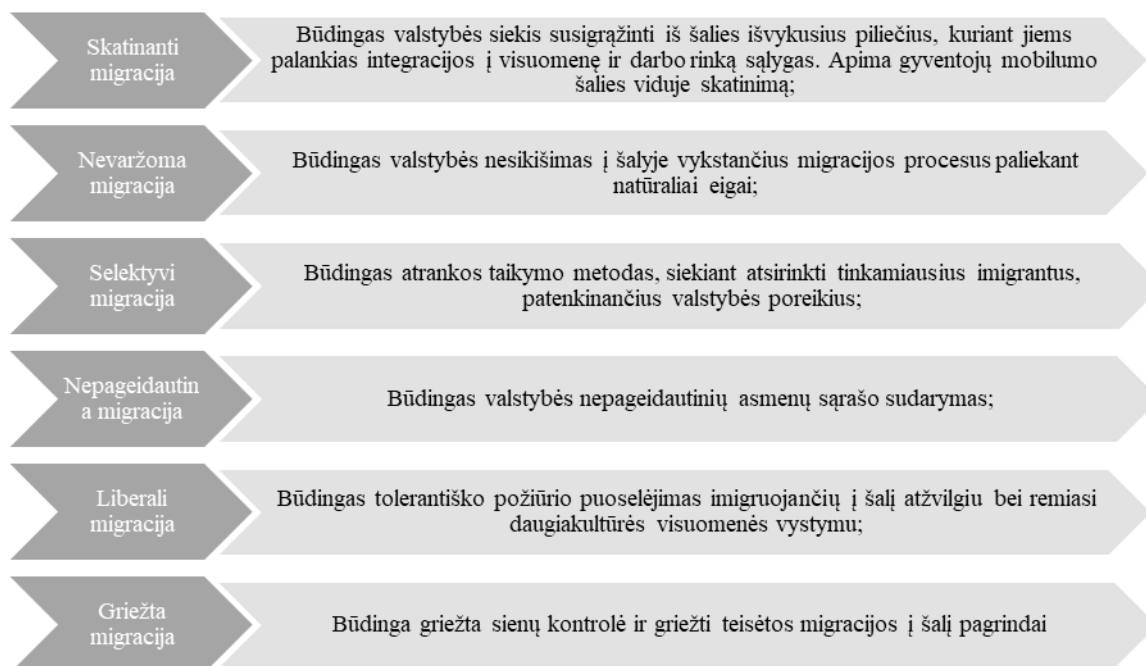 Skatinanti
migracija
Būdingas valstybės siekis susigrąžinti iš šalies išvykusius piliečius, kuriant jiems
palankias integracijos į visuomenę ir darbo rinką sąlygas. Apima gyventojų mobilumo
šalies viduje skatinimą;
Nevaržoma
migracija
Būdingas valstybės nesikišimas į šalyje vykstančius migracijos procesus paliekant
natūraliai eigai;
Selektyvi
migracija
Būdingas atrankos taikymo metodas, siekiant atsirinkti tinkamiausius imigrantus,
patenkinančius valstybės poreikius;
Nepageidautin
a migracija
Būdingas valstybės nepageidautinių asmenų sąrašo sudarymas;
Liberali
migracija
Būdingas tolerantiško požiūrio puoselėjimas imigruojančių į šalį atžvilgiu bei remiasi
daugiakultūrės visuomenės vystymu;
Griežta
migracija
Būdinga griežta sienų kontrolė ir griežti teisėtos migracijos į šalį pagrindai